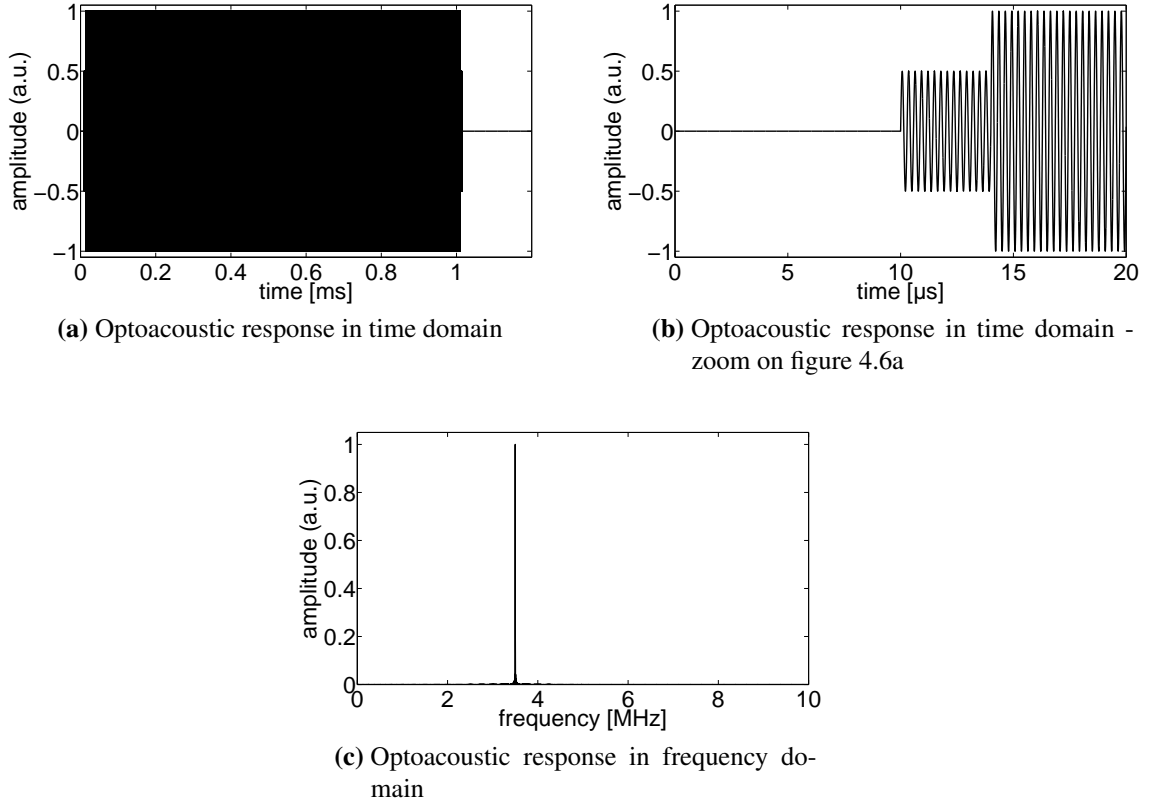 1
0.5
0
−0.5
−1
amplitude (a.u.)
0 0.2 0.4 0.6 0.8 1
time [ms]
(a) Optoacoustic response in time domain
1
0.5
0
−0.5
−1
amplitude (a.u.)
0 5 10 15 20
time [µs]
(b) Optoacoustic response in time domain -
zoom on figure 4.6a
1
0.8
0.6
0.4
0.2
0
amplitude (a.u.)
0 2 4 6 8 10
frequency [MHz]
(c) Optoacoustic response in frequency do-
main